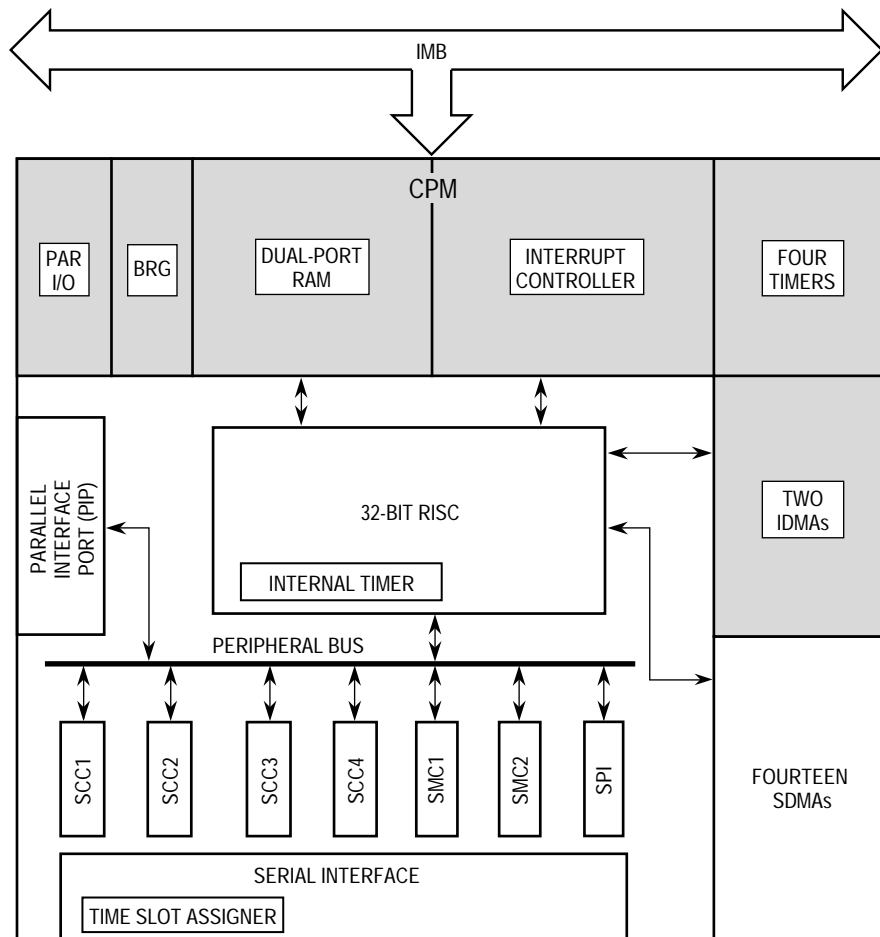 IMB
CPM
PAR
I/O
BRG
DUAL-PORT
RAM
INTERRUPT
CONTROLLER
FOUR
TIMERS
PARALLEL
INTERFACE
PORT (PIP)
32-BIT RISC
INTERNAL TIMER
TWO
IDMAs
PERIPHERAL BUS
SCC1
SCC2
SCC3
SCC4
SMC1
SMC2
SPI
FOURTEEN
SDMAs
SERIAL INTERFACE
TIME SLOT ASSIGNER